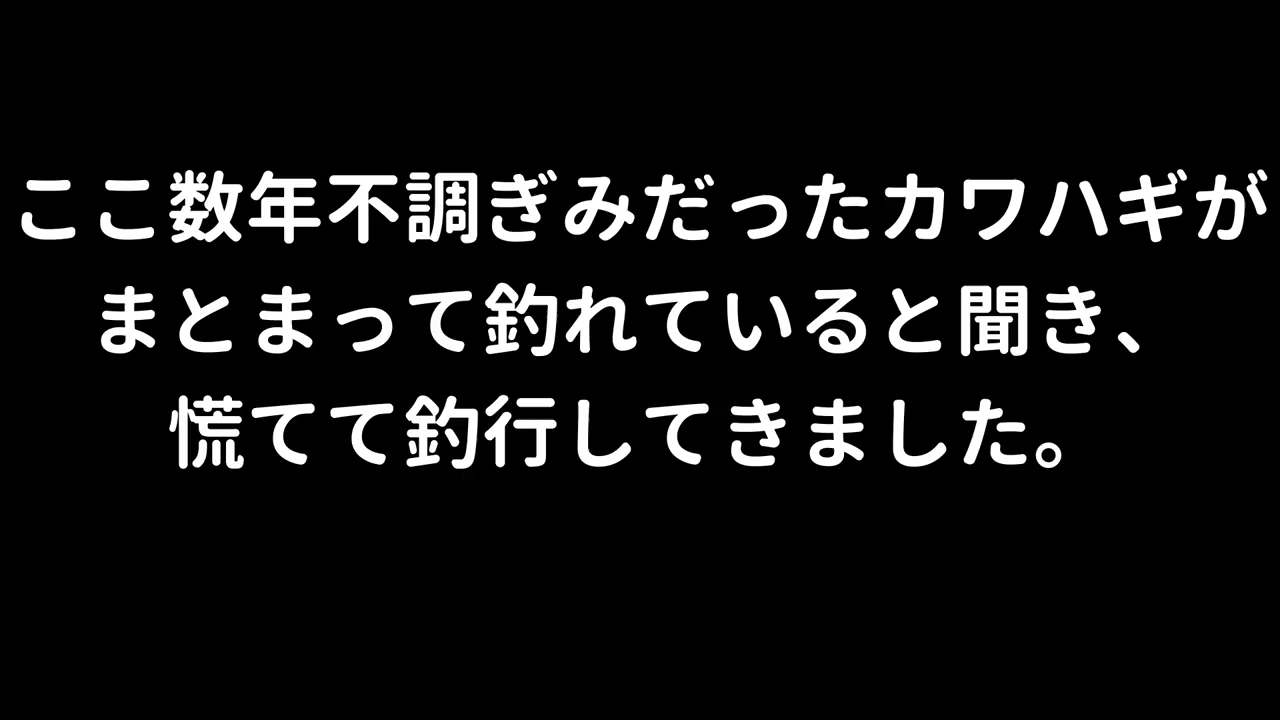 ここ数年不調ぎみだったカワハギが
まとまって釣れていると聞き、
慌てて釣行してきました。